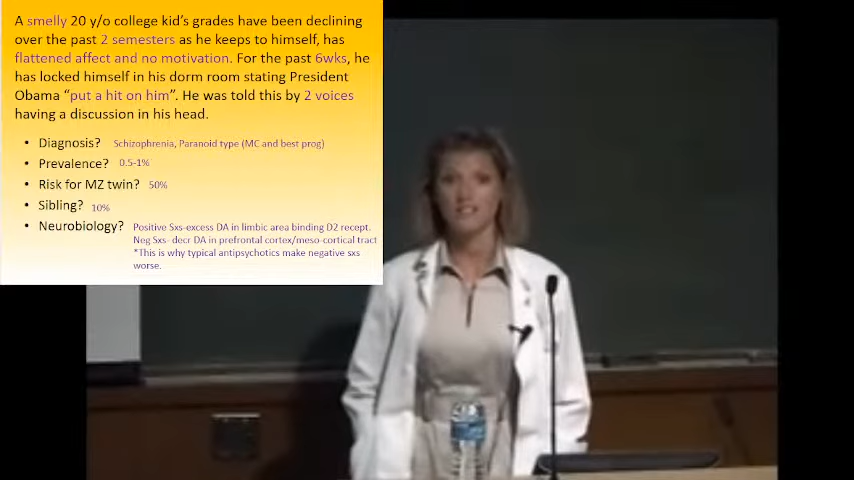 A smelly 20 y/o college kid's grades have been declining
over the past 2 semesters as he keeps to himself, has
flattened affect and no motivation. For the past 6wks, he
has locked himself in his dorm room stating President
Obama “put a hit on him”. He was told this by 2 voices
having a discussion in his head.
• Diagnosis? Schizophrenia, Paranoid type (MC and best prog)
• Prevalence? 0.5-1%
• Risk for MZ twin? 50%
• Sibling? 10%
• Neurobiology? Positive Sxs-excess DA in limbic area binding D2 recept.
Neg Sxs- decr DA in prefrontal cortex/meso-cortical tract
*This is why typical antipsychotics make negative sxs
worse.